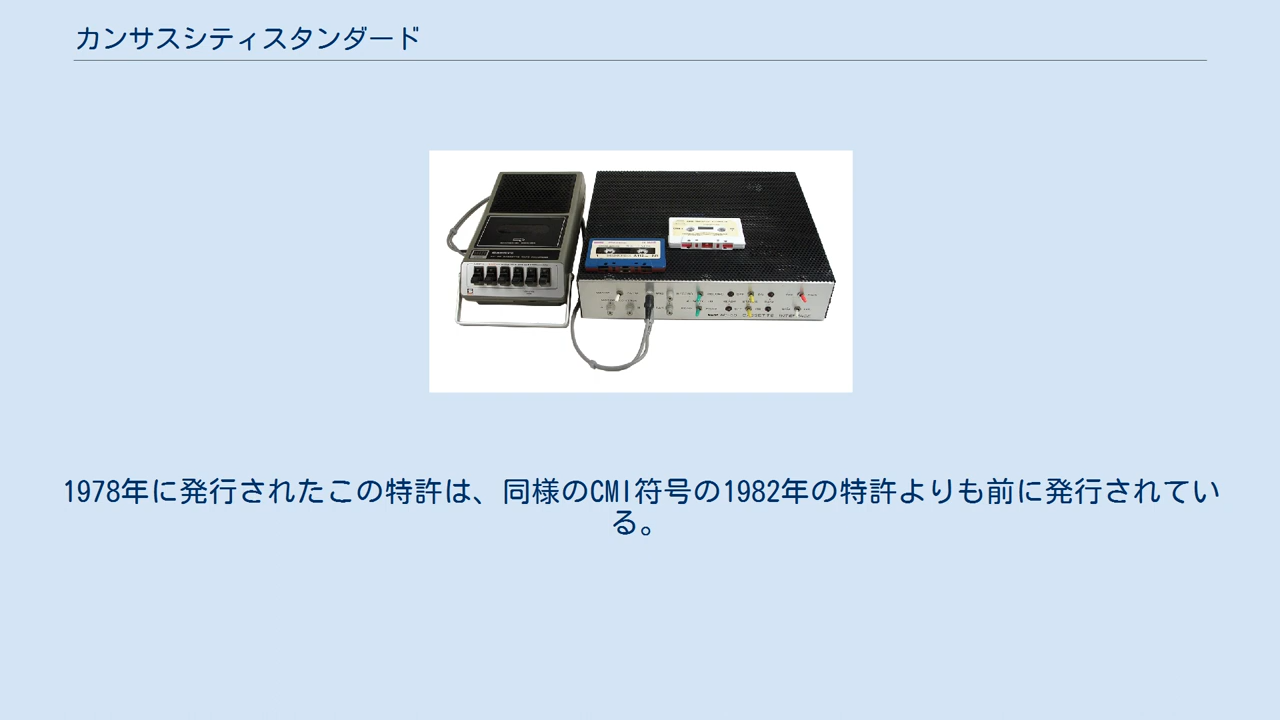 カンサスシティスタンダード
1978年に発行されたこの特許は、同様のCMI符号の1982年の特許よりも前に発行されてい
る。